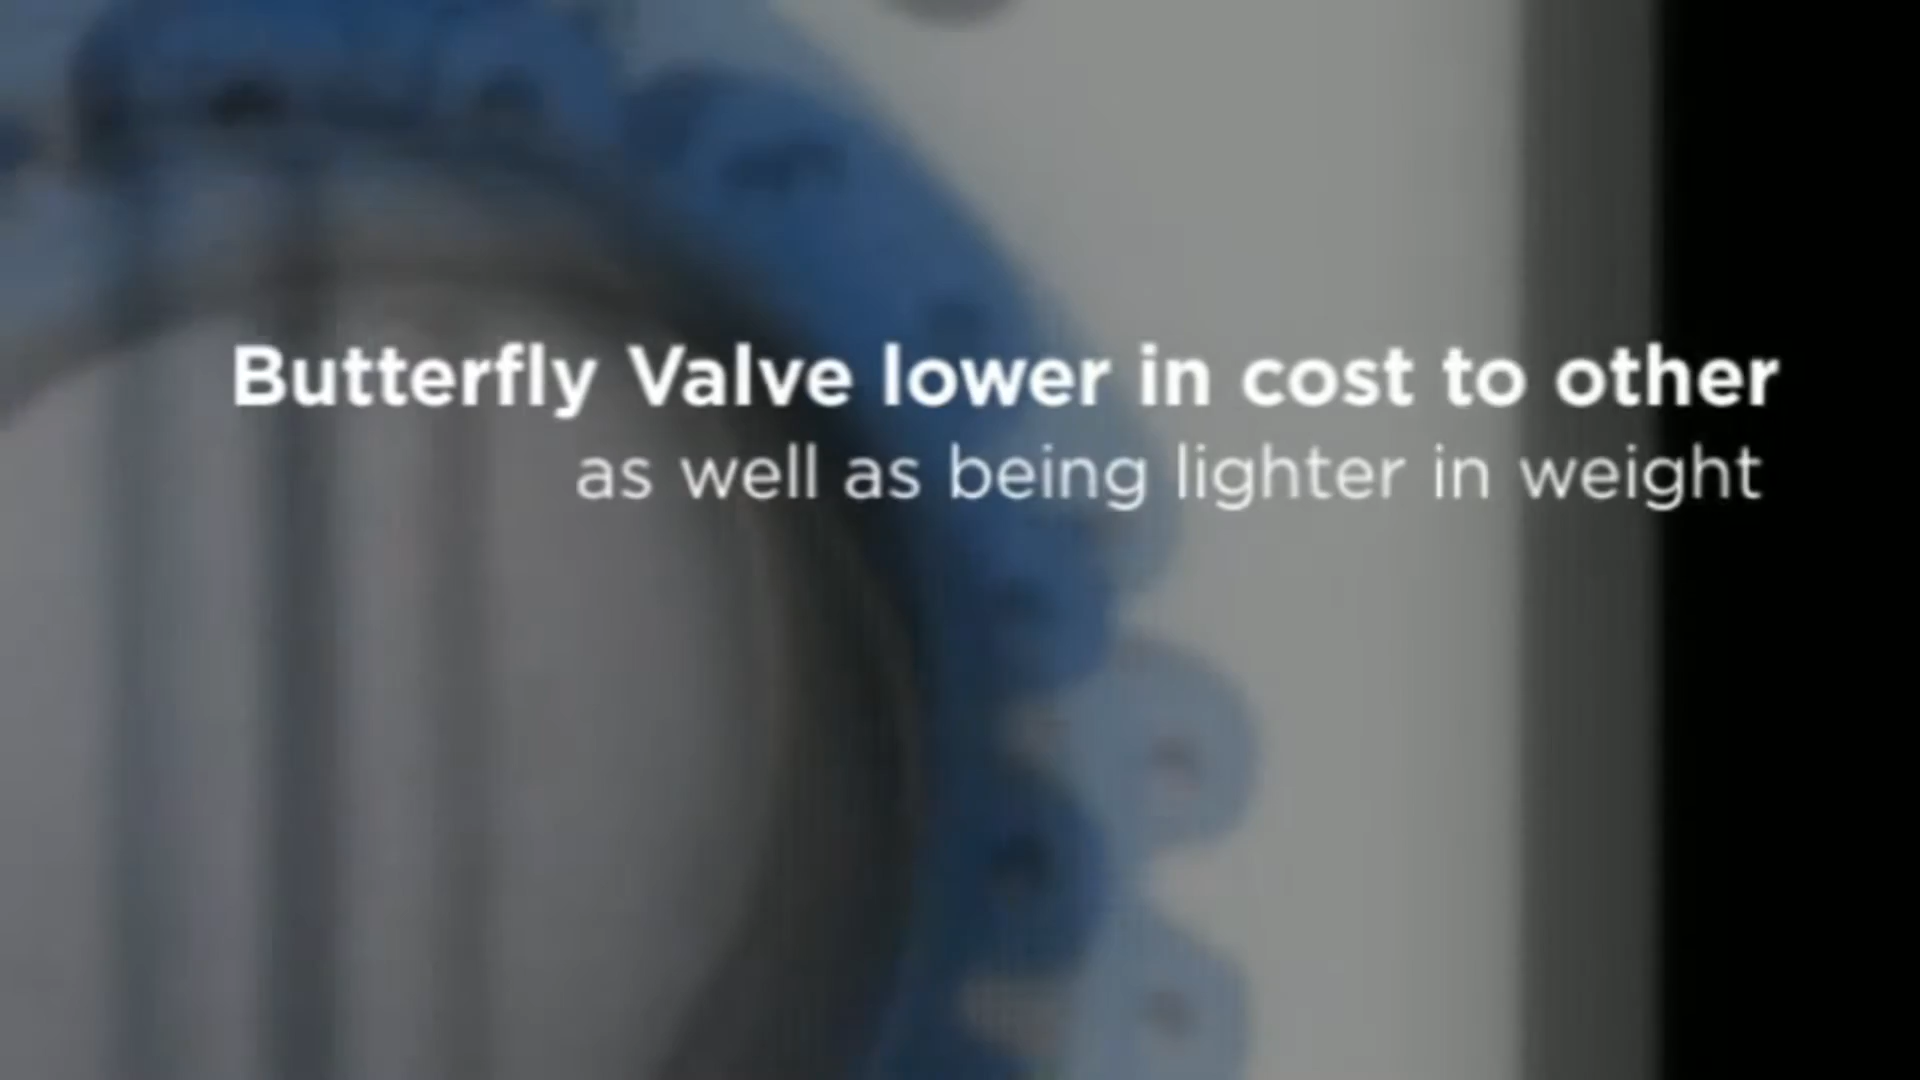 Butterfly Valve lower in cost to other
as well as being lighter in weight